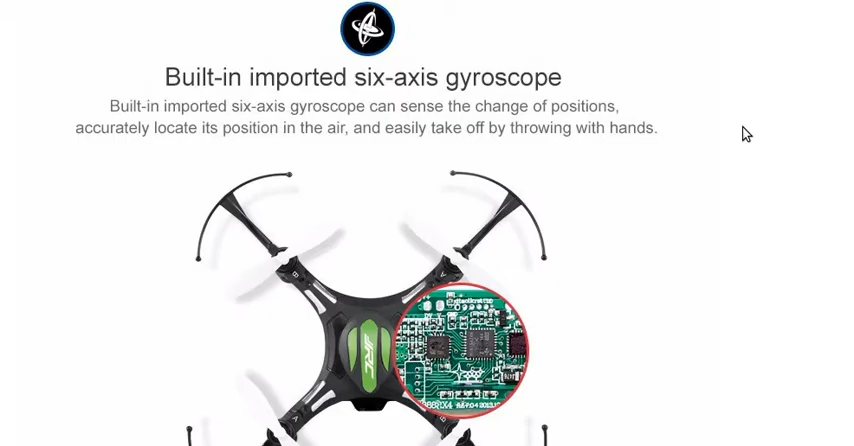 Built-in imported six-axis gyroscope
Built-in imported six-axis gyroscope can sense the change of positions,
accurately locate its position in the air, and easily take off by throwing with hands.
B
A
JJRC
A
B